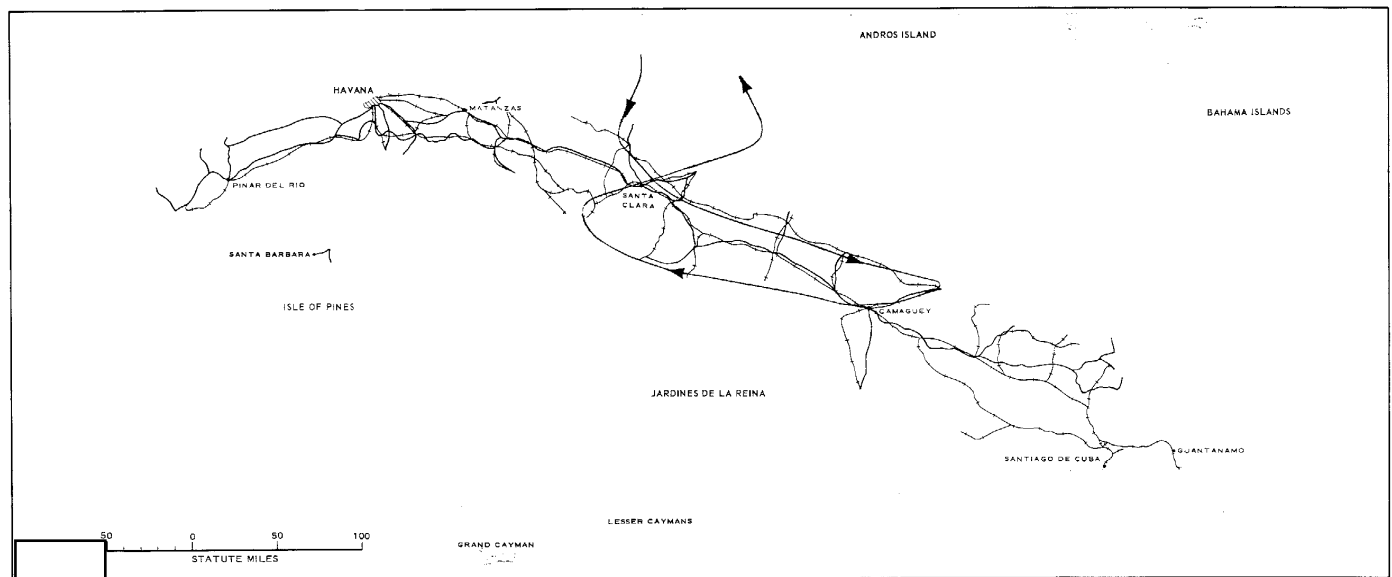 ANDROS ISLAND
HAVANA
MATANZAS
BAHAMA ISLANDS
PINAR DEL RIO
SANTA
CLARA
SANTA BARBARA
ISLE OF PINES
CAMAGUEY
JARDINES DE LA REINA
SANTIAGO DE CUBA
GUANTANAMO
LESSER CAYMANS
GRAND CAYMAN
50 0 50 100
STATUTE MILES